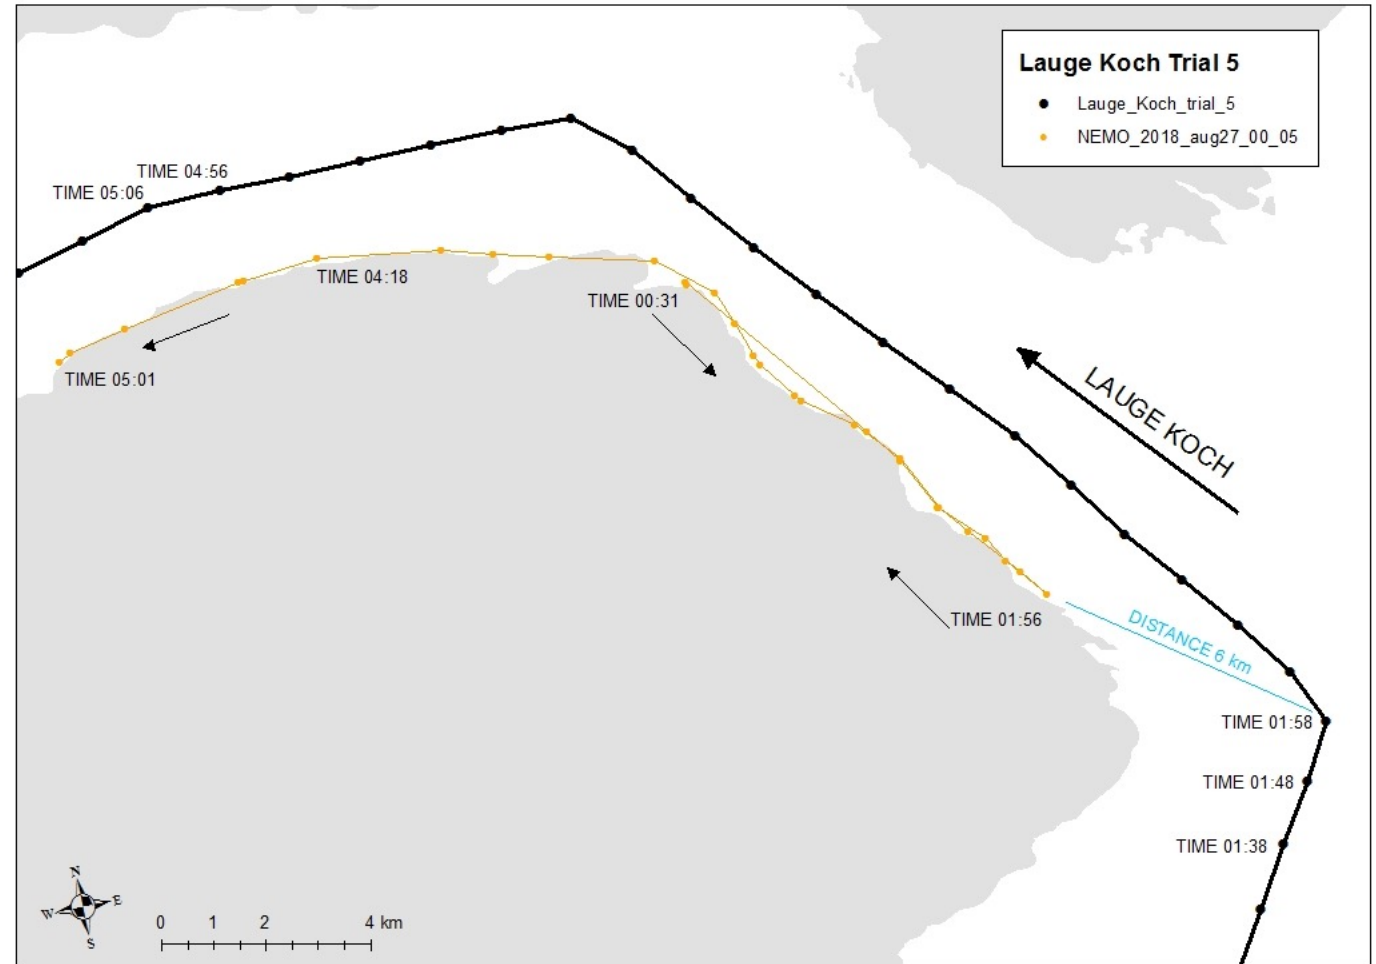 Lauge Koch Trial 5
Lauge_Koch_trial_5
NEMO_2018_aug27_00_05
TIME 04:56
TIME 05:06
TIME 04:18
TIME 00:31
TIME 05:01
LAUGE KOCH
TIME 01:56
DISTANCE 6 km
TIME 01:58
TIME 01:48
TIME 01:38
N
W E
S
0 1 2 4 km